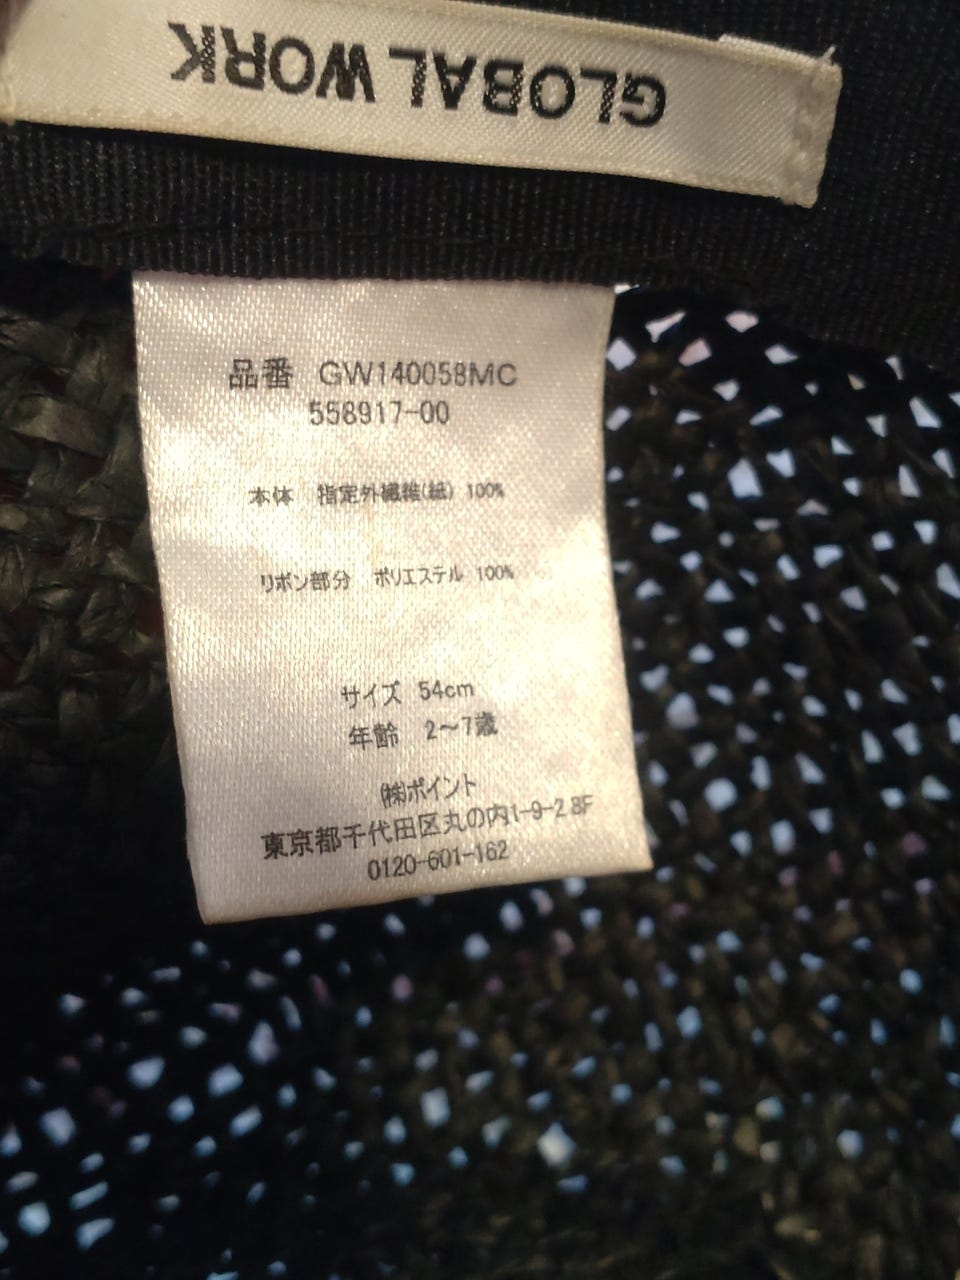 GLOBAL WORK
品番 GW140058MC
558917-00
本体 指定外繊維(紙) 100%
リボン部分 ポリエステル 100%
サイズ 54cm
年齢 2～7歳
㈱ポイント
東京都千代田区丸の内1-9-2 8F
0120-601-162